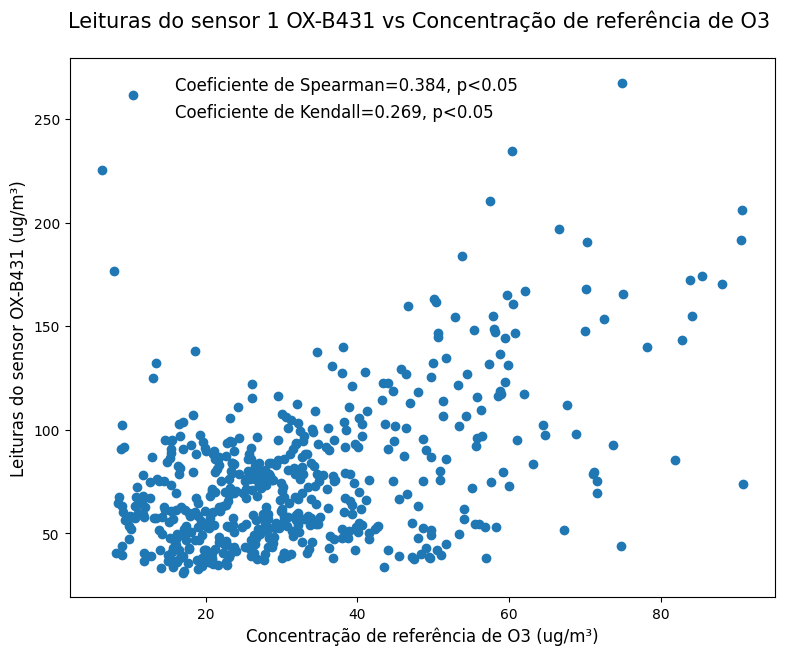 Leituras do sensor 1 OX-B431 vs Concentração de referência de O3
Coeficiente de Spearman=0.384, p<0.05
Coeficiente de Kendall=0.269, p<0.05
250
200
150
100
50
Leituras do sensor OX-B431 (ug/m³)
20
40
60
80
Concentração de referência de O3 (ug/m³)